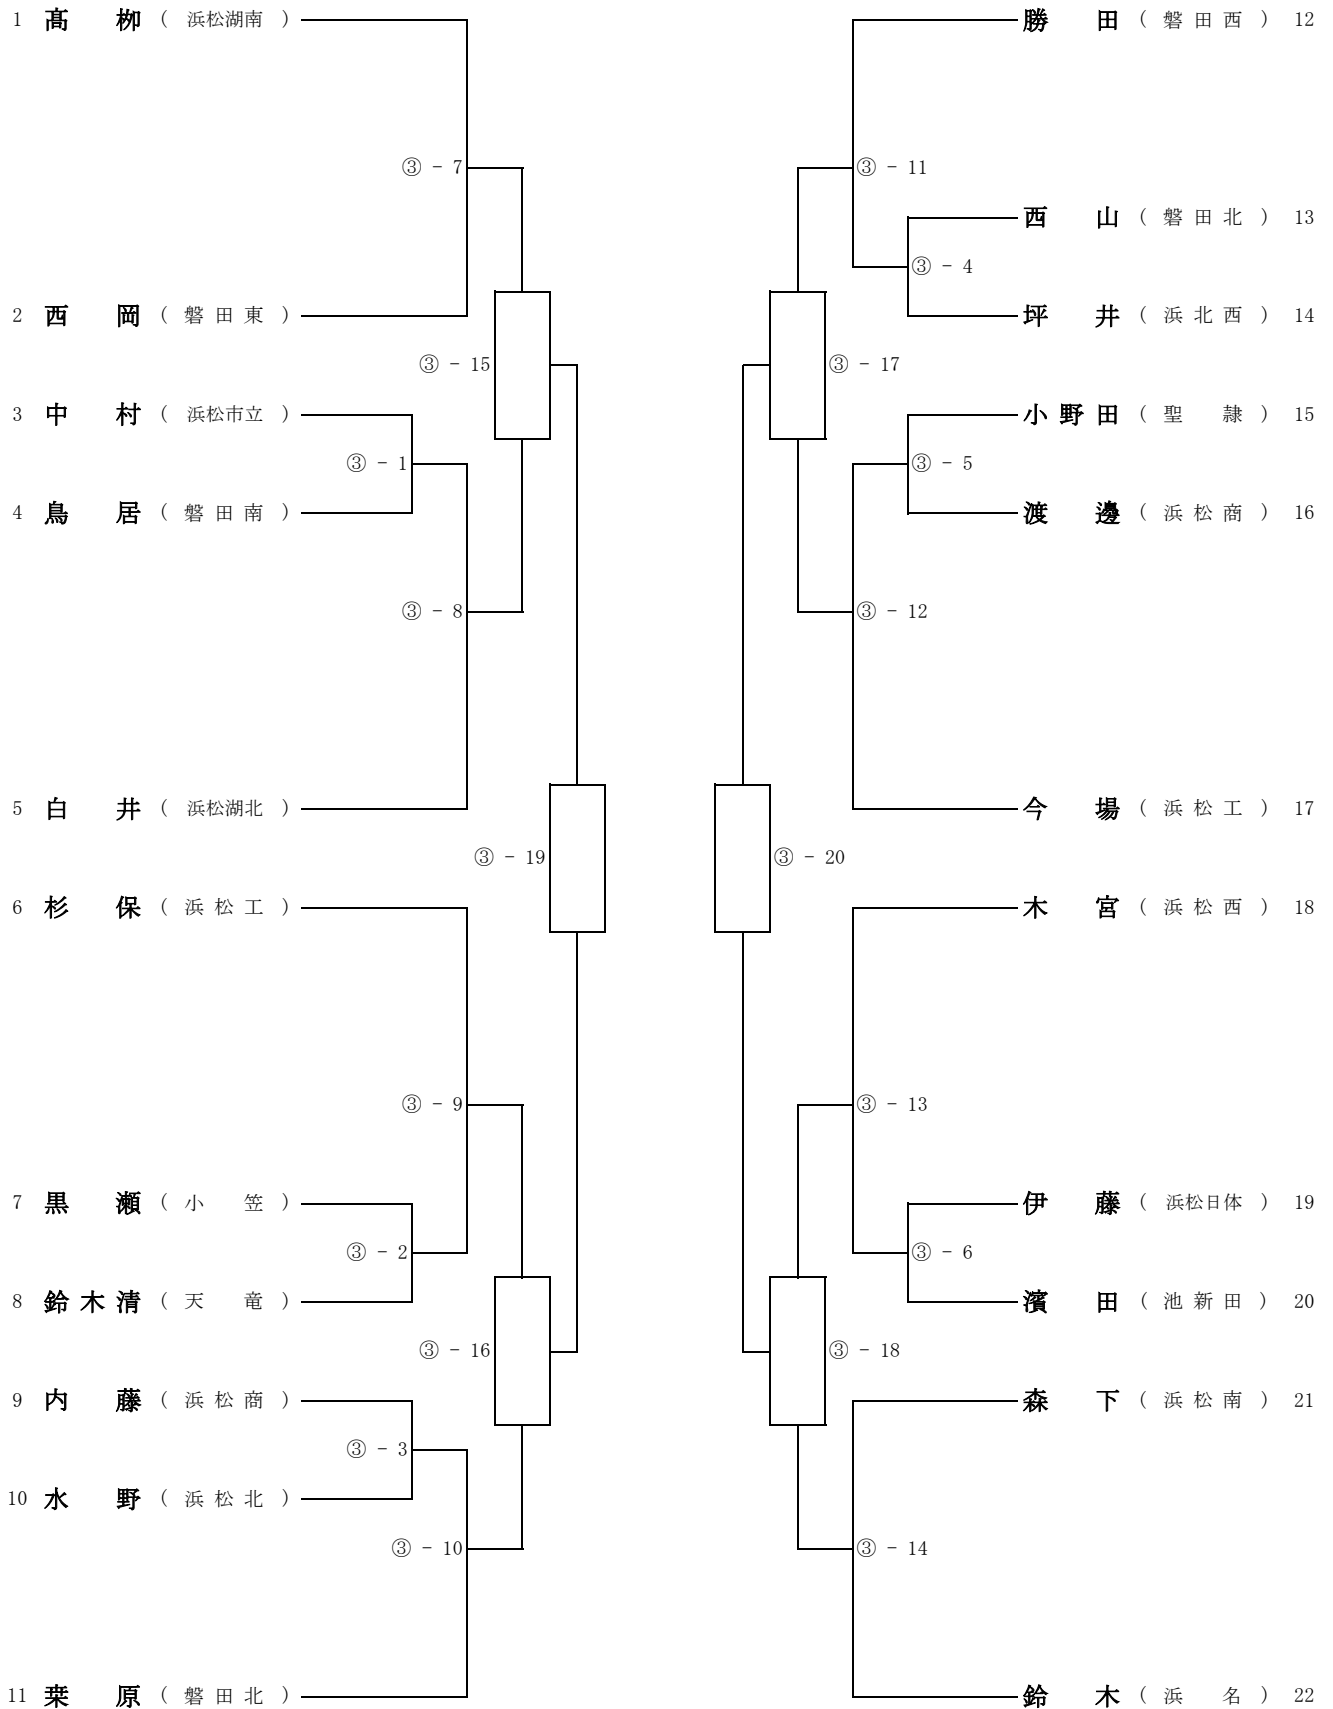 1 髙栁 ( 浜松湖南 )
③ - 7
2 西岡 ( 磐田東 )
③ - 15
3 中村 ( 浜松市立 )
③ - 1
4 鳥居 ( 磐田南 )
③ - 8
5 白井 ( 浜松湖北 )
③ - 19
6 杉保 ( 浜松工 )
③ - 9
7 黒瀬 ( 小笠 )
③ - 2
8 鈴木清 ( 天竜 )
③ - 16
9 内藤 ( 浜松商 )
③ - 3
10 水野 ( 浜松北 )
③ - 10
11 桒原 ( 磐田北 )
勝田 ( 磐田西 ) 12
③ - 11
西山 ( 磐田北 ) 13
③ - 4
坪井 ( 浜北西 ) 14
③ - 17
小野田 ( 聖隷 ) 15
③ - 5
渡邊 ( 浜松商 ) 16
③ - 12
今場 ( 浜松工 ) 17
③ - 20
木宮 ( 浜松西 ) 18
③ - 13
伊藤 ( 浜松日体 ) 19
③ - 6
濱田 ( 池新田 ) 20
③ - 18
森下 ( 浜松南 ) 21
③ - 14
鈴木 ( 浜名 ) 22